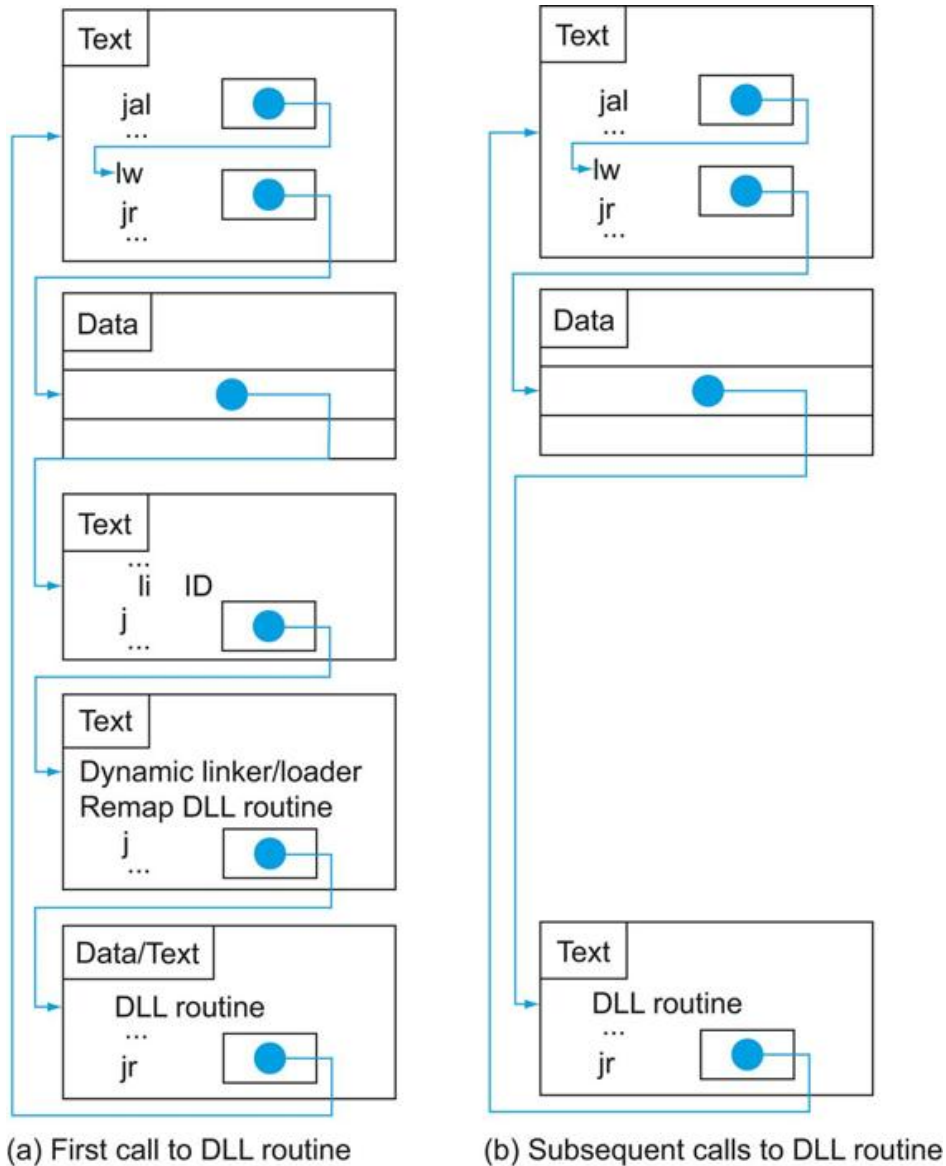 Text
jal
...
lw
jr
...
Data
Text
...
li ID
j
...
Text
Dynamic linker/loader
Remap DLL routine
j
...
Data/Text
DLL routine
...
jr
(a) First call to DLL routine
Text
jal
...
lw
jr
...
Data
Text
DLL routine
...
jr
(b) Subsequent calls to DLL routine